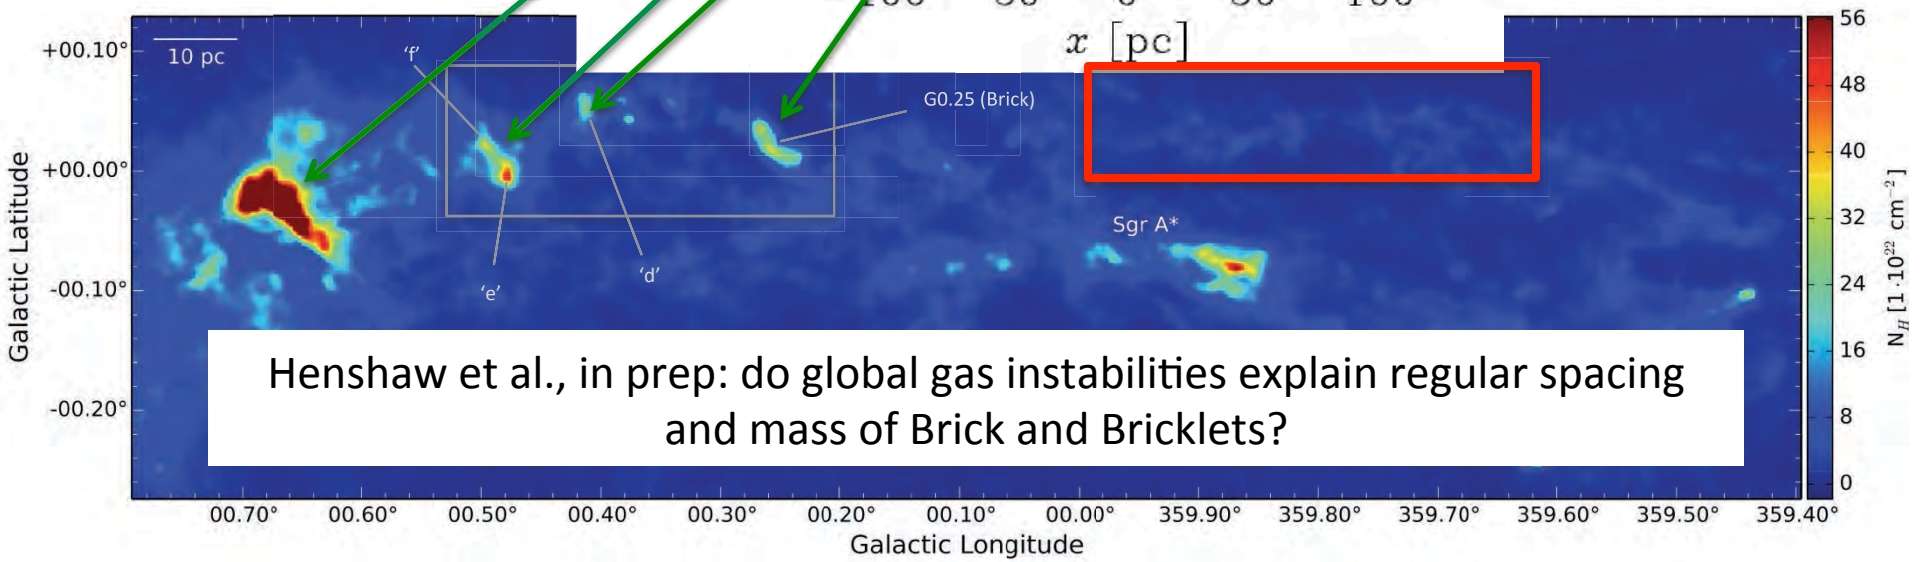 x [pc]
+00.10°
10 pc
'f'
G0.25 (Brick)
+00.00°
Sgr A*
'd'
'e'
-00.10°
-00.20°
Galactic Latitude
Henshaw et al., in prep: do global gas instabilities explain regular spacing
and mass of Brick and Bricklets?
00.70° 00.60° 00.50° 00.40° 00.30° 00.20° 00.10° 00.00° 359.90° 359.80° 359.70° 359.60° 359.50° 359.40°
Galactic Longitude
56
48
40
32
24
16
8
0
N_H [1 ·10²² cm⁻²]